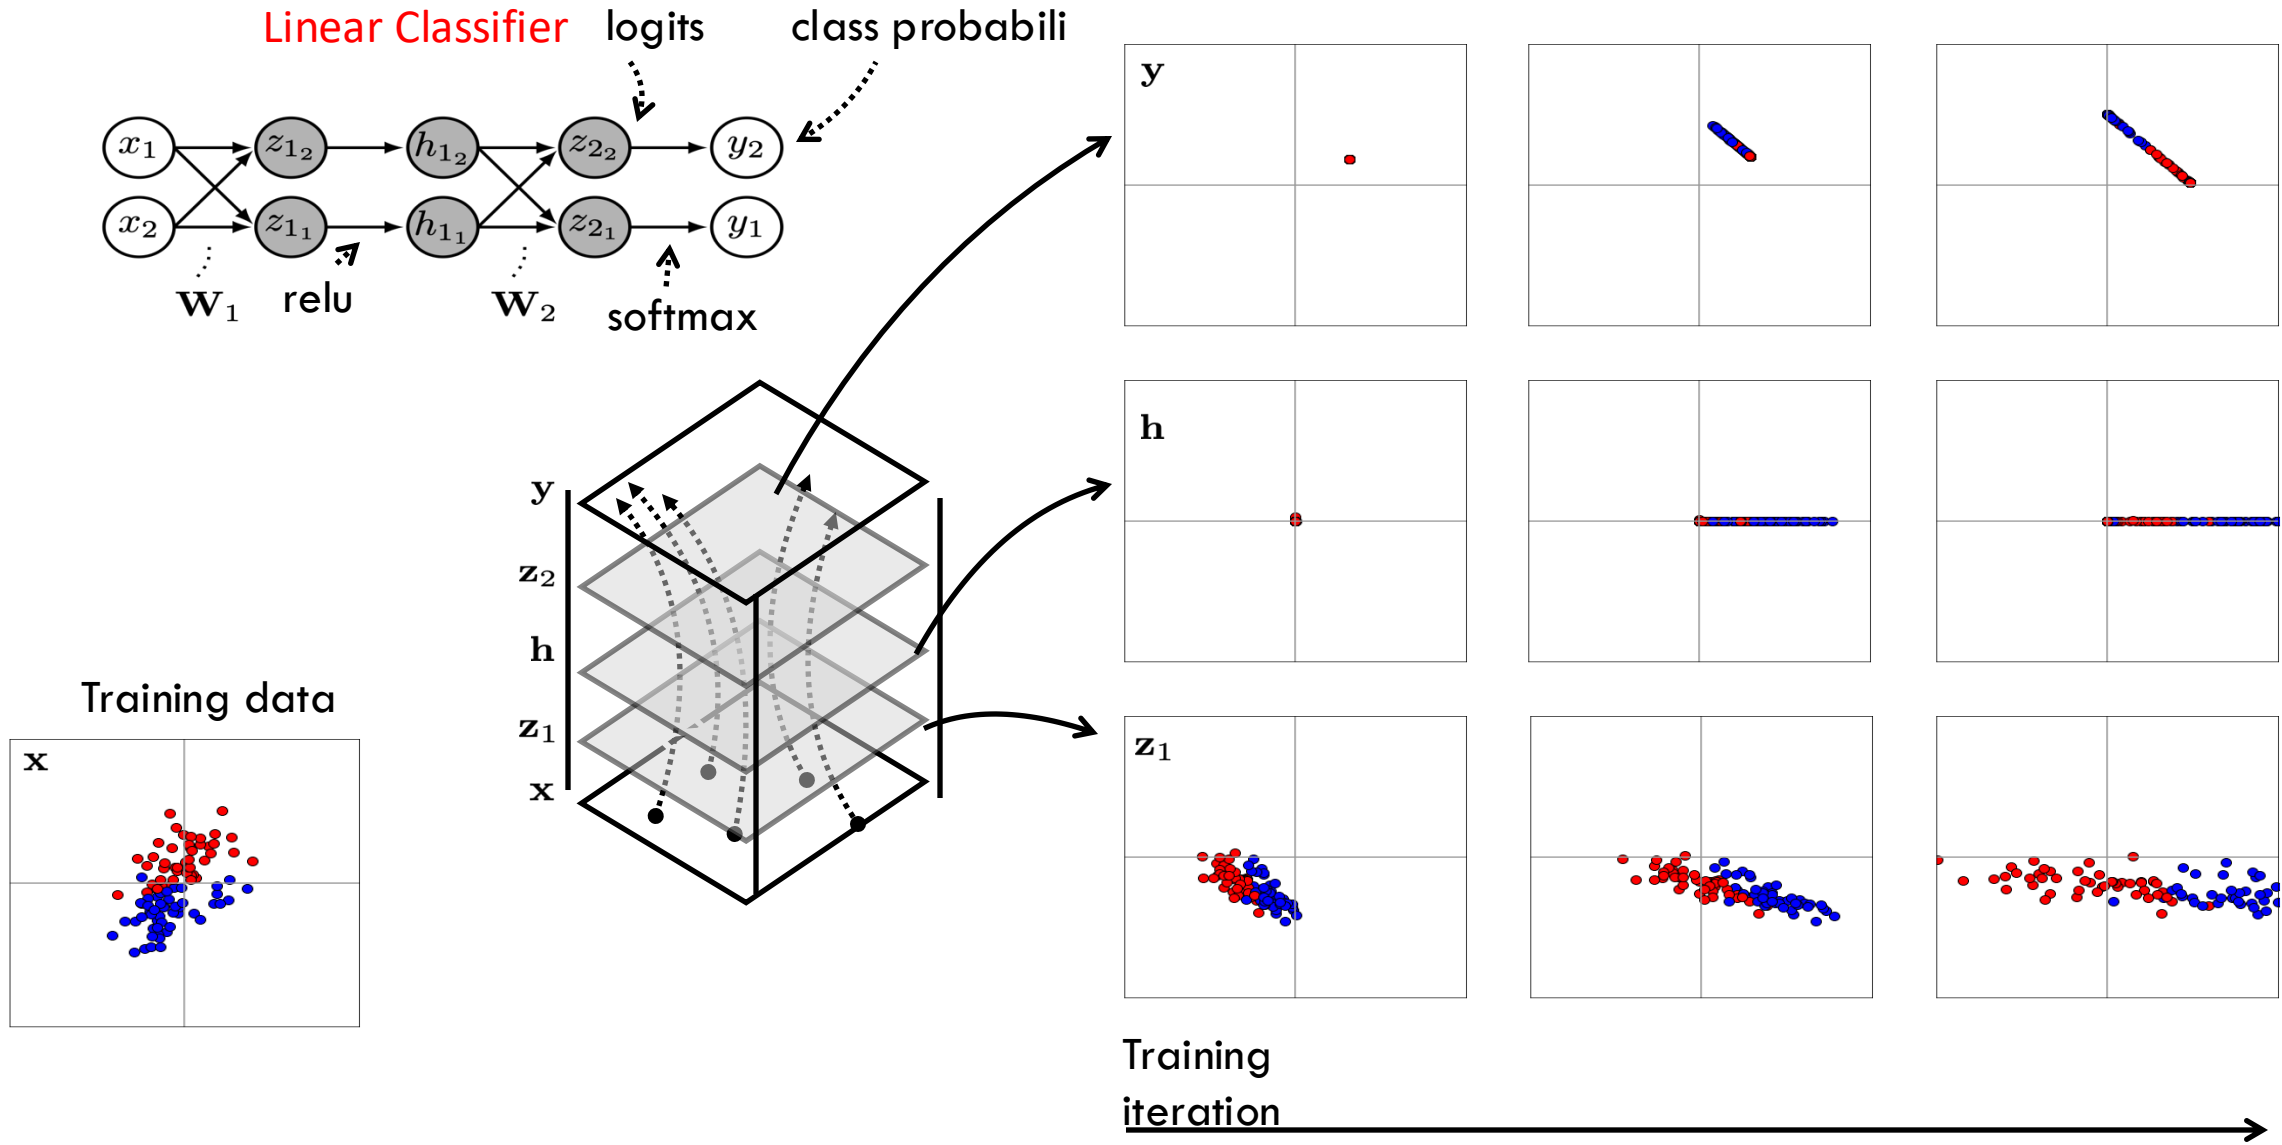 Linear Classifier logits class probabili
x₁ z₁₂ h₁₂ z₂₂ y₂
x₂ z₁₁ h₁₁ z₂₁ y₁
W₁ relu W₂ softmax
y
z₂
h
z₁
x
Training data
x
y
h
z₁
Training
iteration